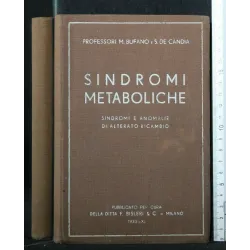 PROFESSORI M. BUFANO E S. DE CANDIA
SINDROMI
METABOLICHE
SINDROMI E ANOMALIE
DI ALTERATO RICAMBIO
PUBBLICATO PER CURA
DELLA DITTA F. BISLERI & C. - MILANO